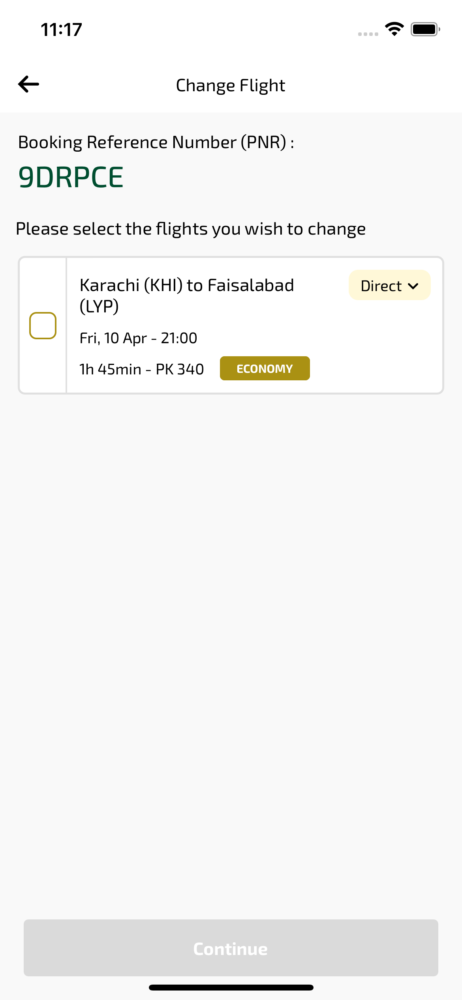 11:17
Change Flight
Booking Reference Number (PNR) :
9DRPCE
Please select the flights you wish to change
Karachi (KHI) to Faisalabad
(LYP)
Direct
Fri, 10 Apr - 21:00
1h 45min - PK 340
ECONOMY
Continue